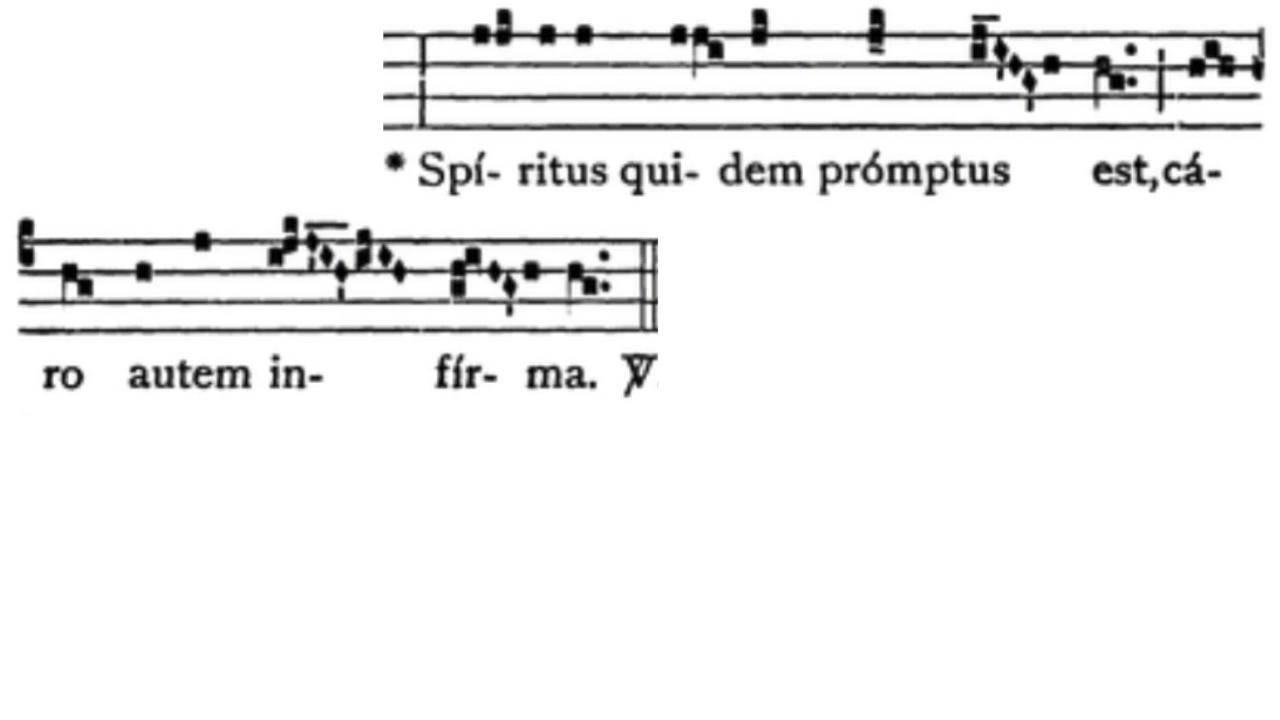 * Spí- ritus qui- dem prómptus est, cá-
ro autem in- fír- ma. ℣